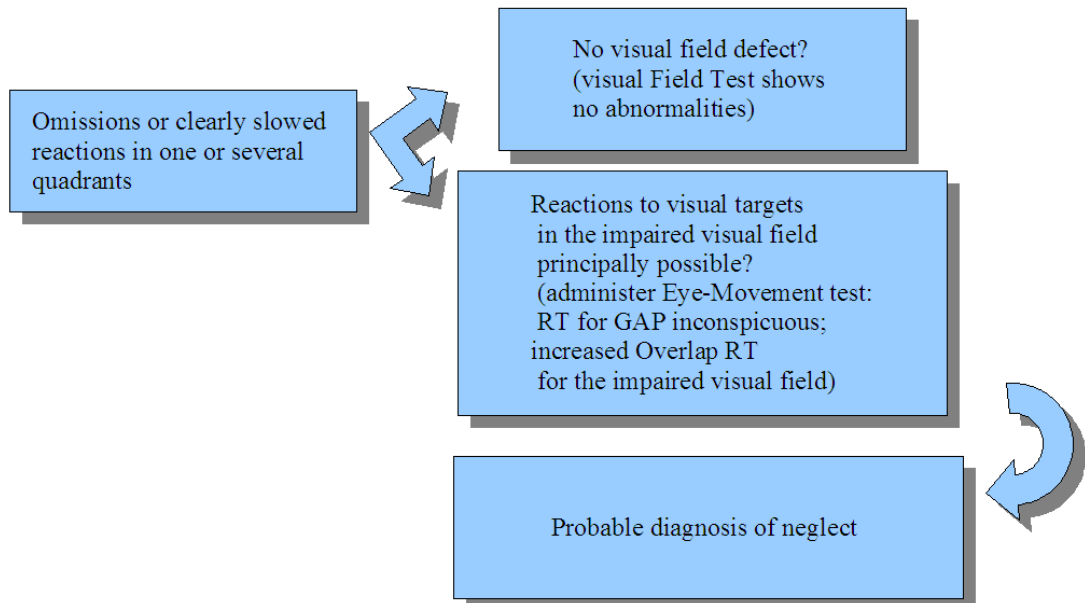 Omissions or clearly slowed
reactions in one or several
quadrants
No visual field defect?
(visual Field Test shows
no abnormalities)
Reactions to visual targets
in the impaired visual field
principally possible?
(administer Eye-Movement test:
RT for GAP inconspicuous;
increased Overlap RT
for the impaired visual field)
Probable diagnosis of neglect